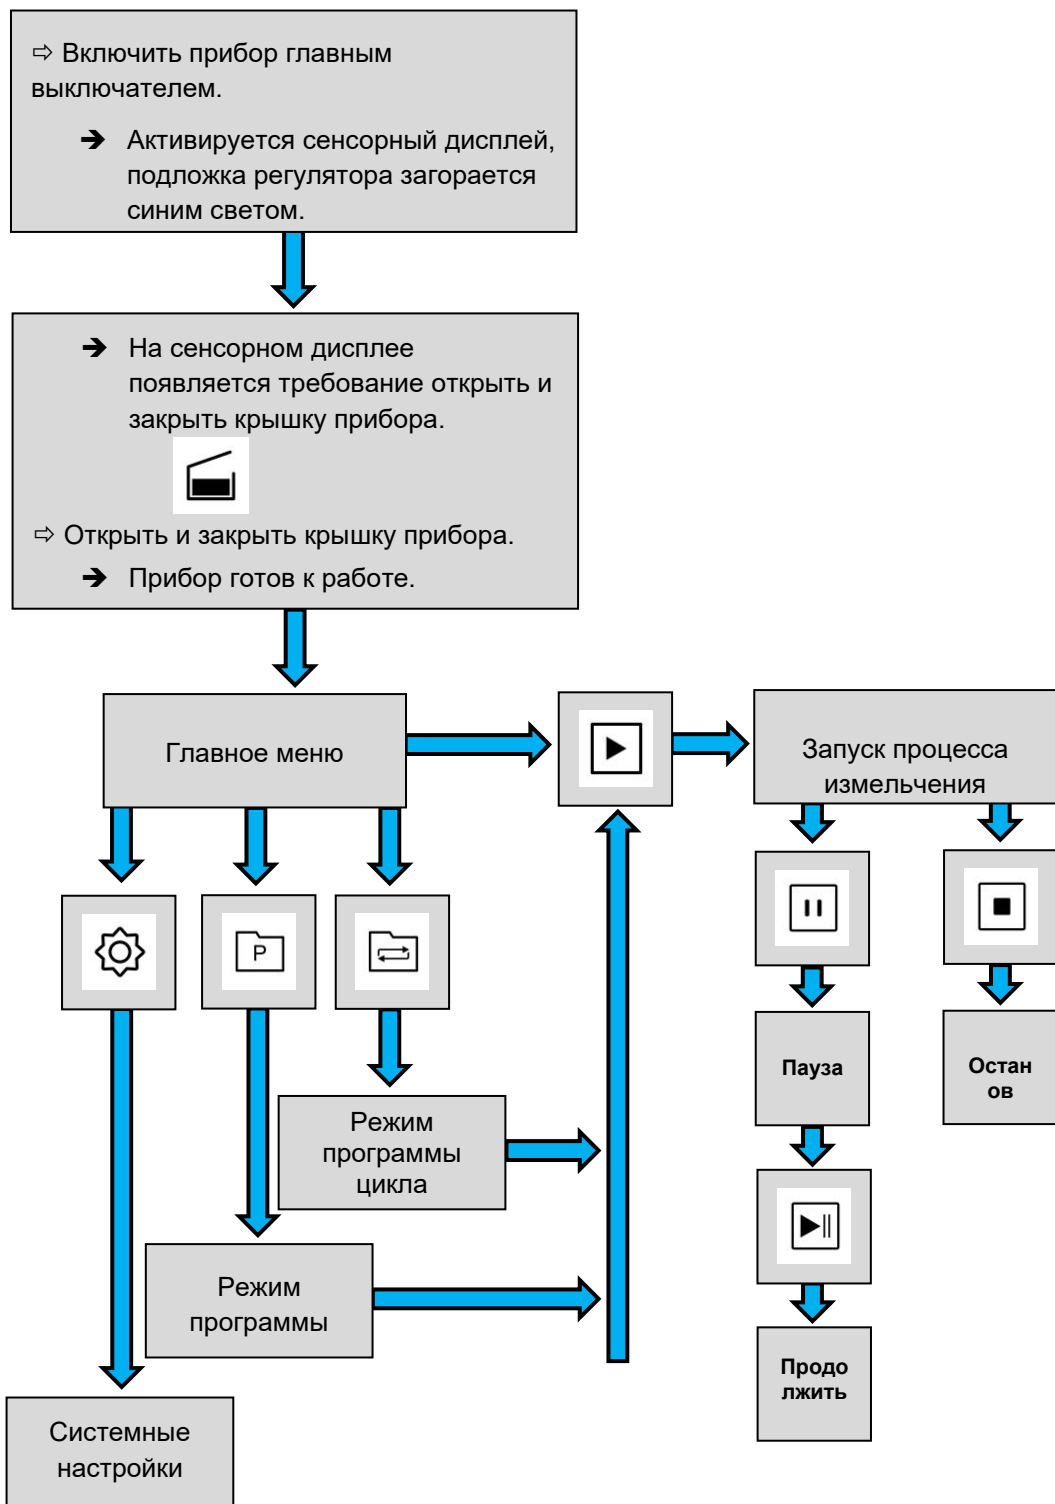 ⇨ Включить прибор главным
выключателем.
➔ Активируется сенсорный дисплей,
подложка регулятора загорается
синим светом.
➔ На сенсорном дисплее
появляется требование открыть и
закрыть крышку прибора.
⇨ Открыть и закрыть крышку прибора.
➔ Прибор готов к работе.
Главное меню
Запуск процесса
измельчения
P
Пауза
Остан
ов
Режим
программы
цикла
Режим
программы
Продо
лжить
Системные
настройки